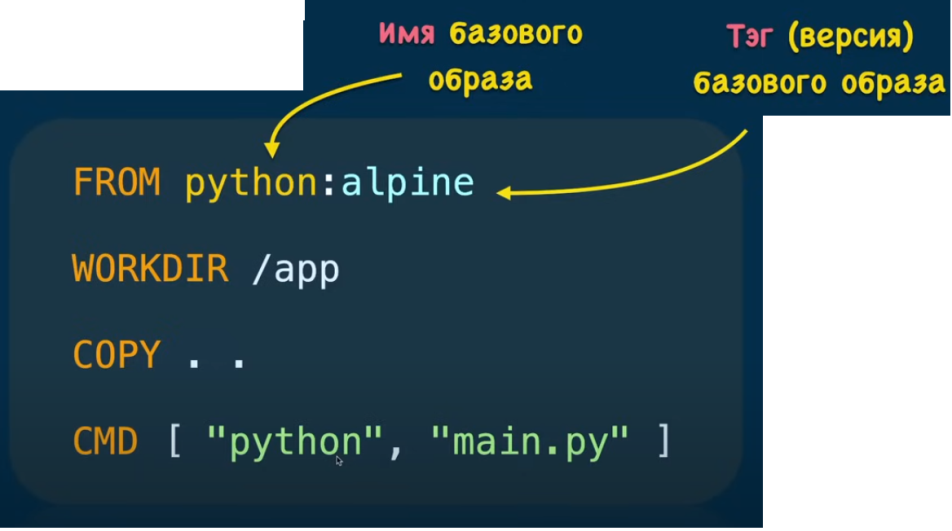 Имя базового
образа
Тэг (версия)
базового образа
FROM python:alpine
WORKDIR /app
COPY . .
CMD [ "python", "main.py" ]